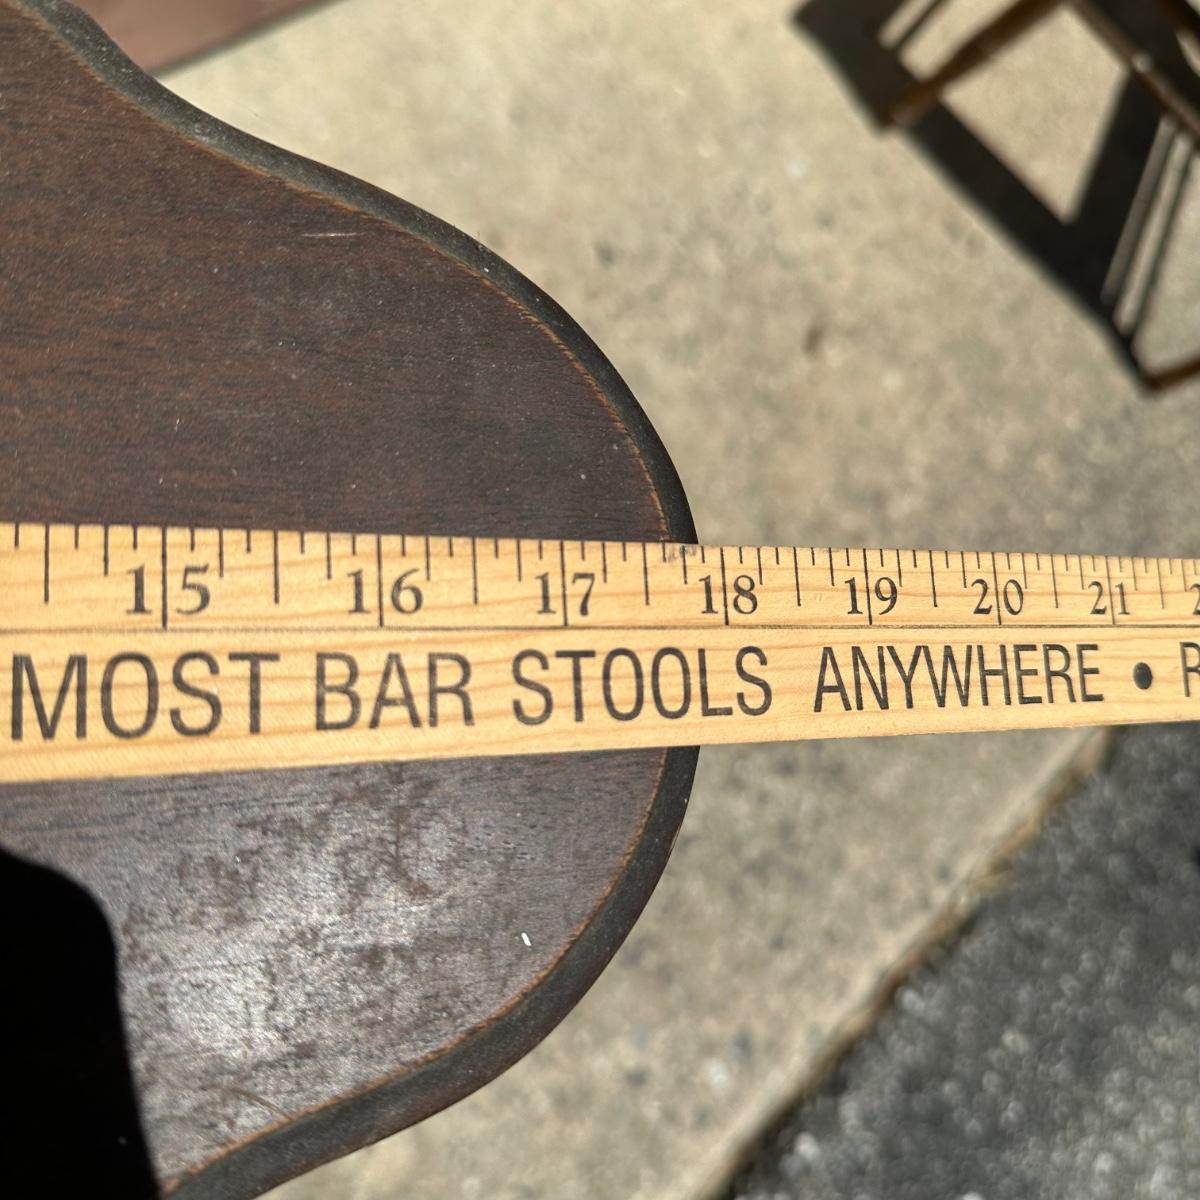 15 16 17 18 19 20 21
MOST BAR STOOLS ANYWHERE •